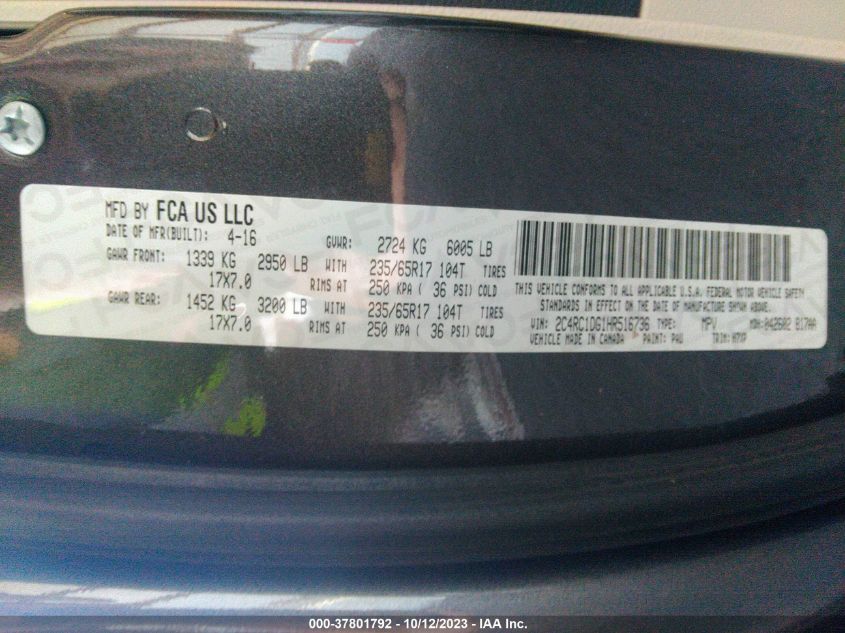 MFD BY FCA US LLC
DATE OF MFR(BUILT): 4-16 GVWR: 2724 KG 6005 LB
GAWR FRONT: 1339 KG 2950 LB WITH 235/65R17 104T TIRES
17X7.0 RIMS AT 250 KPA ( 36 PSI) COLD
GAWR REAR: 1452 KG 3200 LB WITH 235/65R17 104T TIRES
17X7.0 RIMS AT 250 KPA ( 36 PSI) COLD
THIS VEHICLE CONFORMS TO ALL APPLICABLE U.S.A. FEDERAL MOTOR VEHICLE SAFETY
STANDARDS IN EFFECT ON THE DATE OF MANUFACTURE SHOWN ABOVE.
VIN: 2C4RC1DG1HR516736 TYPE: MPV MDH: 042602 B17AA
VEHICLE MADE IN CANADA PAINT: PAU TRIM:
000-37801792 - 10/12/2023 - IAA Inc.